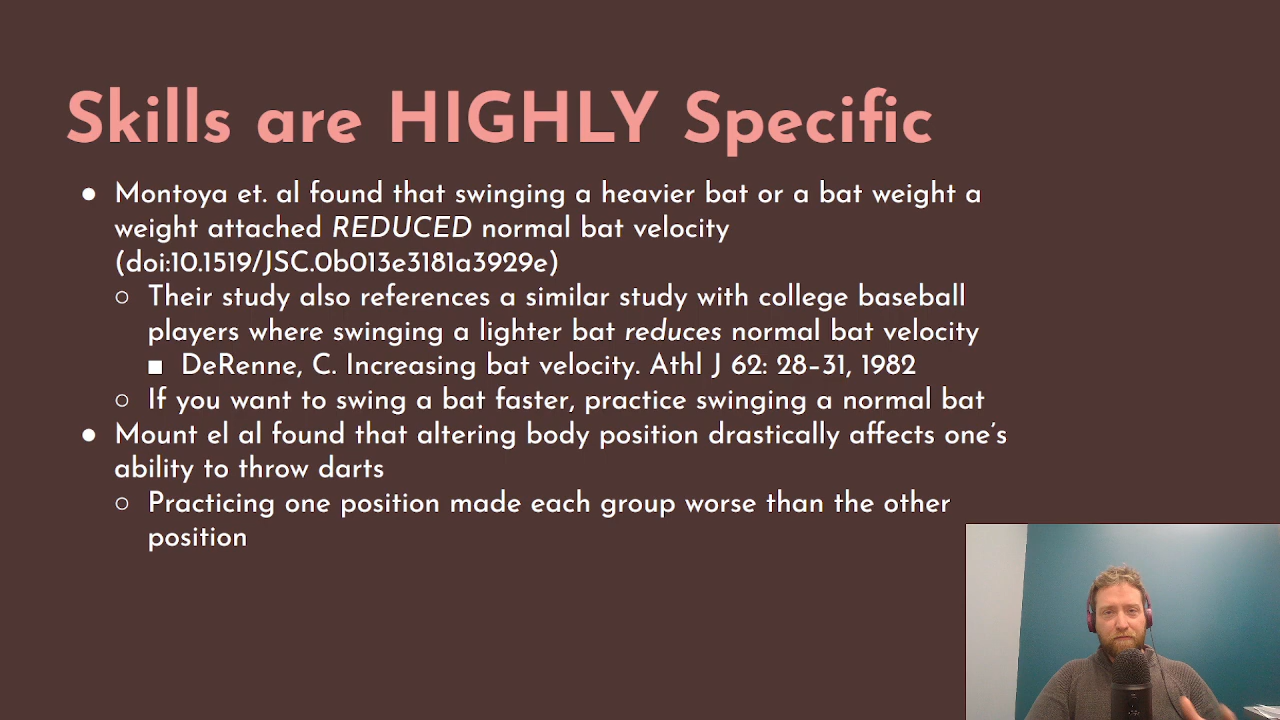 Skills are HIGHLY Specific
● Montoya et. al found that swinging a heavier bat or a bat weight a
weight attached REDUCED normal bat velocity
(doi:10.1519/JSC.0b013e3181a3929e)
○ Their study also references a similar study with college baseball
players where swinging a lighter bat reduces normal bat velocity
■ DeRenne, C. Increasing bat velocity. Athl J 62: 28–31, 1982
○ If you want to swing a bat faster, practice swinging a normal bat
● Mount el al found that altering body position drastically affects one's
ability to throw darts
○ Practicing one position made each group worse than the other
position